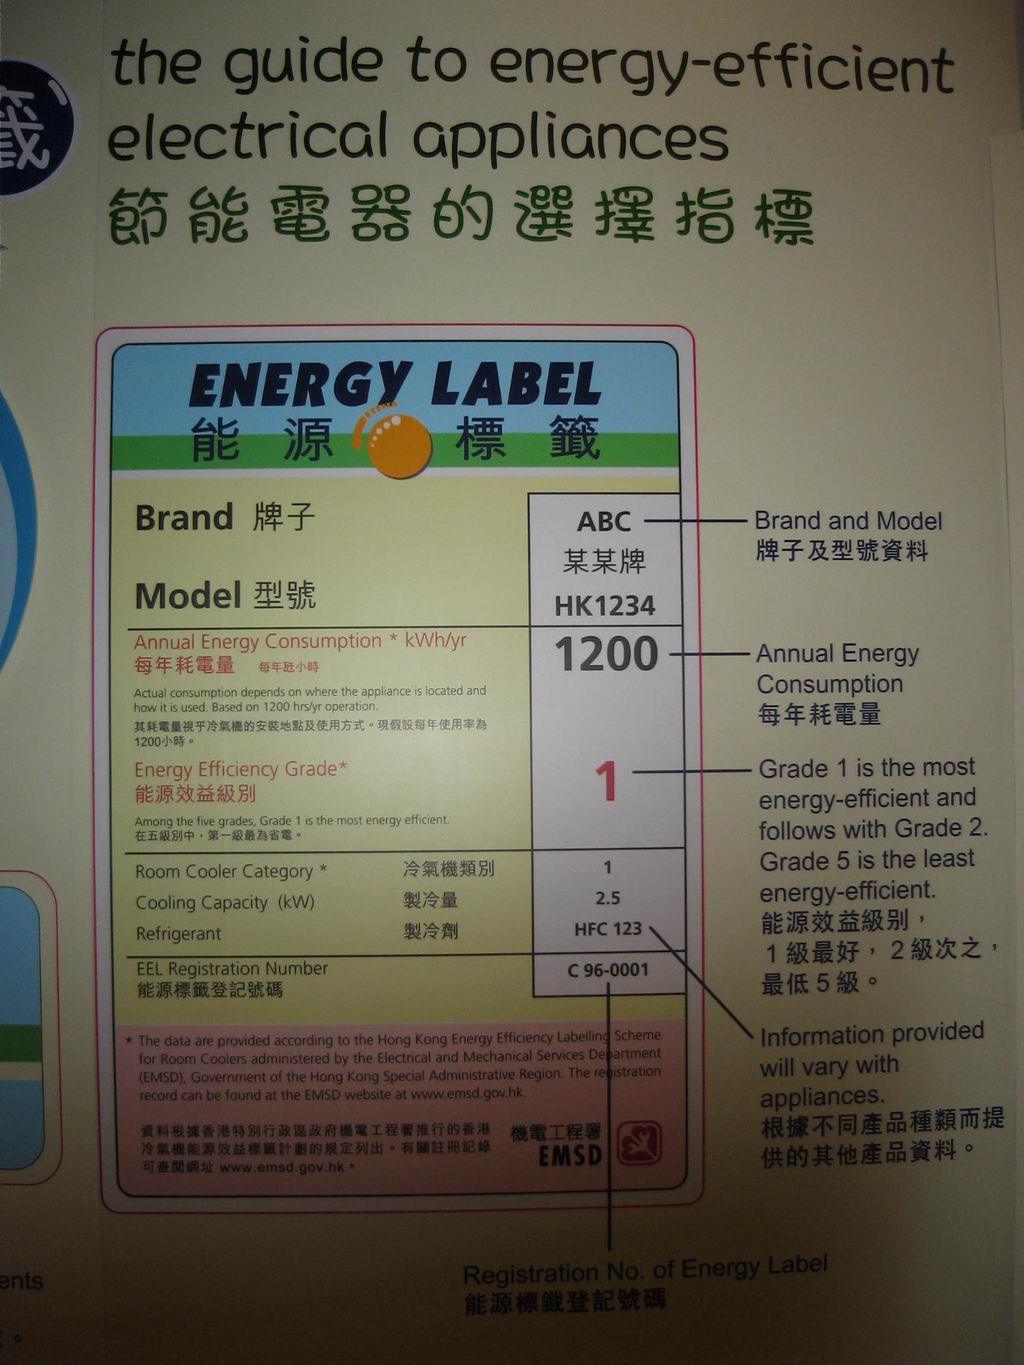 籤
the guide to energy-efficient
electrical appliances
節能電器的選擇指標
ENERGY LABEL
能源標籤
Brand 牌子
ABC
某某牌
Model 型號
HK1234
Brand and Model
牌子及型號資料
Annual Energy Consumption * kWh/yr
每年耗電量 每年瓩小時
1200
Actual consumption depends on where the appliance is located and
how it is used. Based on 1200 hrs/yr operation.
其耗電量視乎冷氣機的安裝地點及使用方式。現假設每年使用率為
1200小時。
Annual Energy
Consumption
每年耗電量
Energy Efficiency Grade*
能源效益級別
1
Among the five grades, Grade 1 is the most energy efficient.
在五級別中，第一級最為省電。
Grade 1 is the most
energy-efficient and
follows with Grade 2.
Grade 5 is the least
energy-efficient.
能源效益級别，
1級最好，2級次之，
最低5級。
Room Cooler Category * 冷氣機類別 1
Cooling Capacity (kW) 製冷量 2.5
Refrigerant 製冷劑 HFC 123
EEL Registration Number
能源標籤登記號碼
C 96-0001
Information provided
will vary with
appliances.
根據不同產品種類而提
供的其他產品資料。
* The data are provided according to the Hong Kong Energy Efficiency Labelling Scheme
for Room Coolers administered by the Electrical and Mechanical Services Department
(EMSD), Government of the Hong Kong Special Administrative Region. The registration
record can be found at the EMSD website at www.emsd.gov.hk.
資料根據香港特別行政區政府機電工程署推行的香港
冷氣機能源效益標籤計劃的規定列出。有關註冊記錄
可查閱網址 www.emsd.gov.hk。
機電工程署
EMSD
Registration No. of Energy Label
能源標籤登記號碼
ents